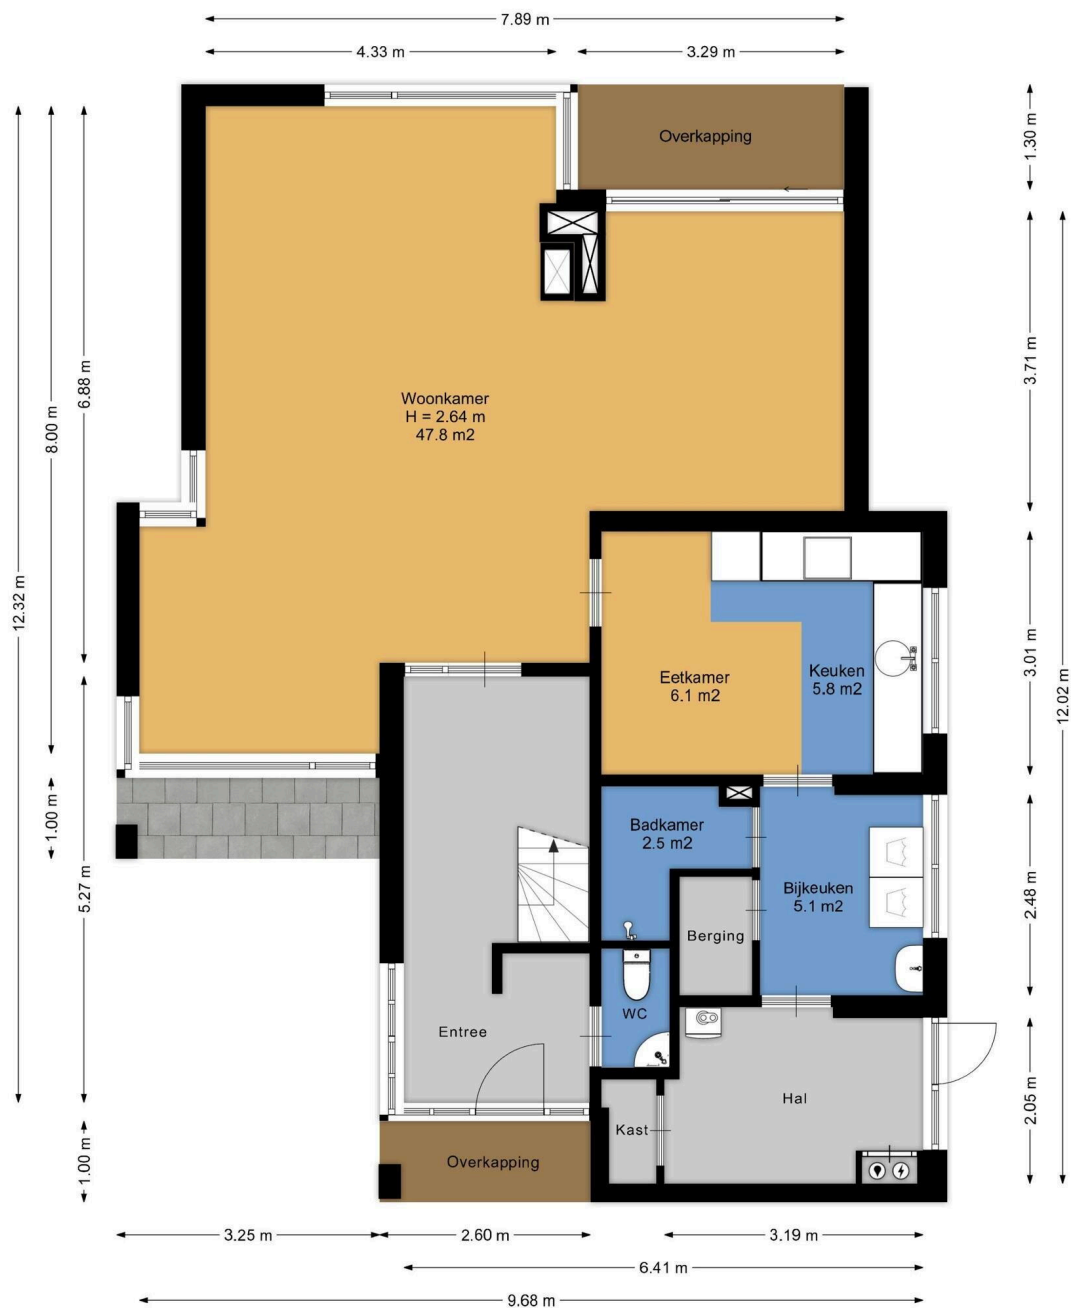 7.89 m
4.33 m
3.29 m
Overkapping
1.30 m
12.32 m
8.00 m
6.88 m
3.71 m
Woonkamer
H = 2.64 m
47.8 m2
12.02 m
3.01 m
Eetkamer
6.1 m2
Keuken
5.8 m2
1.00 m
5.27 m
Badkamer
2.5 m2
Bijkeuken
5.1 m2
2.48 m
Berging
WC
Entree
Hal
2.05 m
Kast
1.00 m
Overkapping
3.25 m
2.60 m
3.19 m
6.41 m
9.68 m